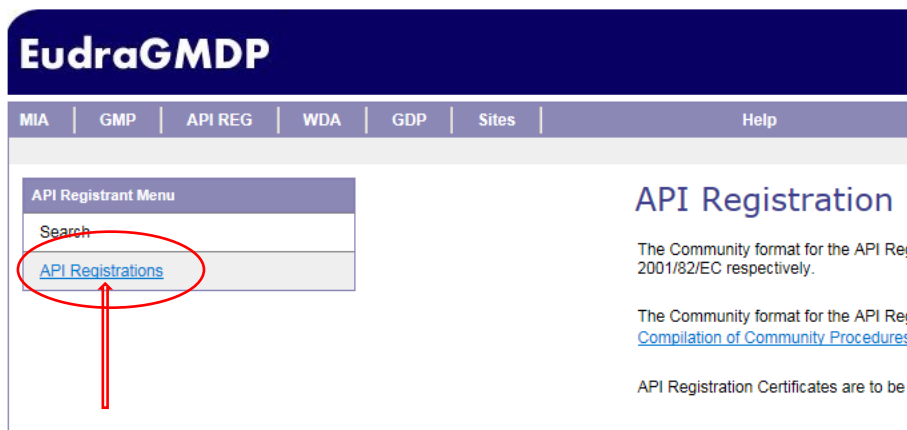 EudraGMDP
MIA GMP API REG WDA GDP Sites Help
API Registrant Menu
Search
API Registrations
API Registration
The Community format for the API Re
2001/82/EC respectively.
The Community format for the API Re
Compilation of Community Procedures
API Registration Certificates are to be